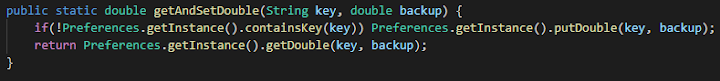 public static double getAndSetDouble(String key, double backup) {
    if(!Preferences.getInstance().containsKey(key)) Preferences.getInstance().putDouble(key, backup);
    return Preferences.getInstance().getDouble(key, backup);
}